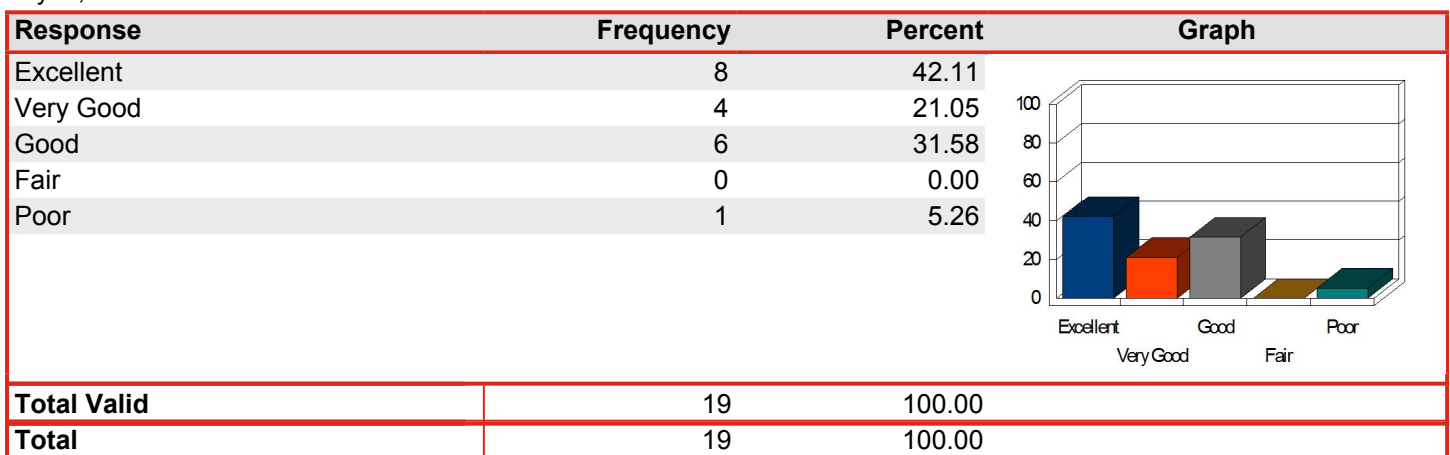 Response Frequency Percent Graph
Excellent 8 42.11
Very Good 4 21.05
Good 6 31.58
Fair 0 0.00
Poor 1 5.26
100
80
60
40
20
0
Excellent Good Poor
Very Good Fair
Total Valid 19 100.00
Total 19 100.00